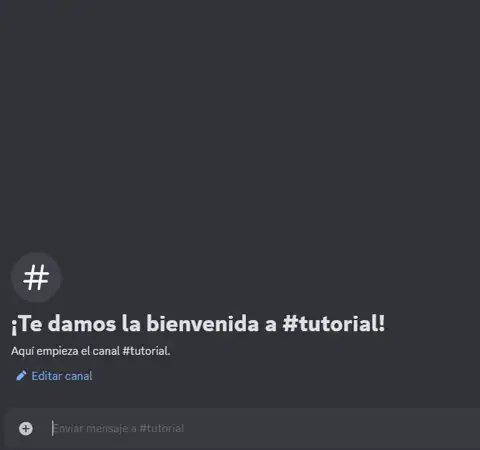 #
¡Te damos la bienvenida a #tutorial!
Aquí empieza el canal #tutorial.
Editar canal
Enviar mensaje a #tutorial